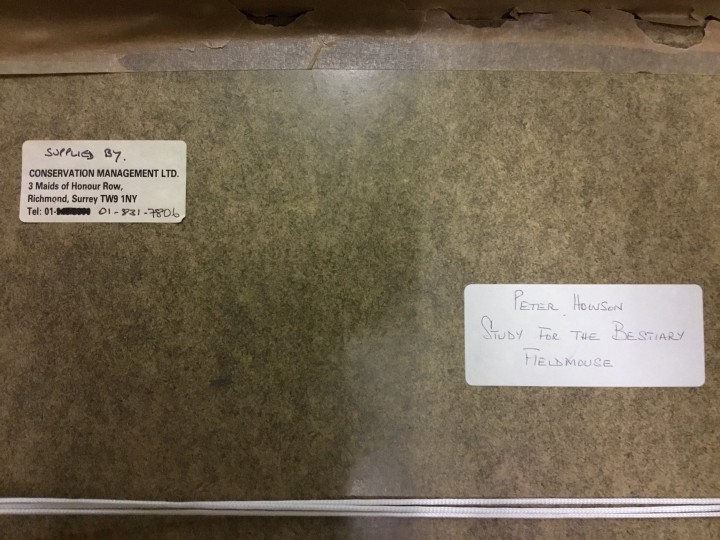 SUPPLIED BY.
CONSERVATION MANAGEMENT LTD.
3 Maids of Honour Row,
Richmond, Surrey TW9 1NY
Tel: 01- 01-831-7806
PETER HOWSON
STUDY FOR THE BESTIARY
FIELDMOUSE